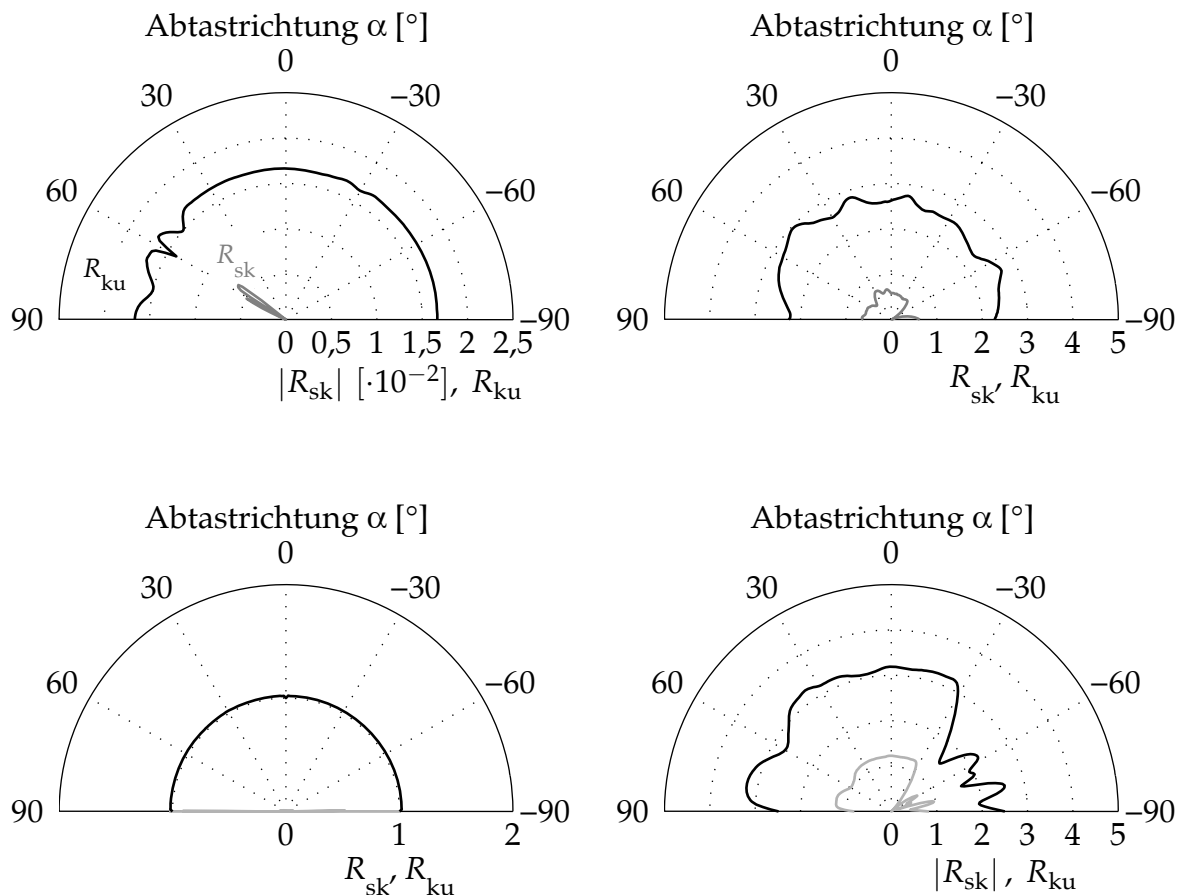 Abtastrichtung α [°]
0
30
–30
60
–60
R_sk
R_ku
90
–90
0 0,5 1 1,5 2 2,5
|R_sk| [·10⁻²], R_ku
Abtastrichtung α [°]
0
30
–30
60
–60
90
–90
0 1 2 3 4 5
R_sk, R_ku
Abtastrichtung α [°]
0
30
–30
60
–60
90
–90
0 1 2
R_sk, R_ku
Abtastrichtung α [°]
0
30
–30
60
–60
90
–90
0 1 2 3 4 5
|R_sk|, R_ku